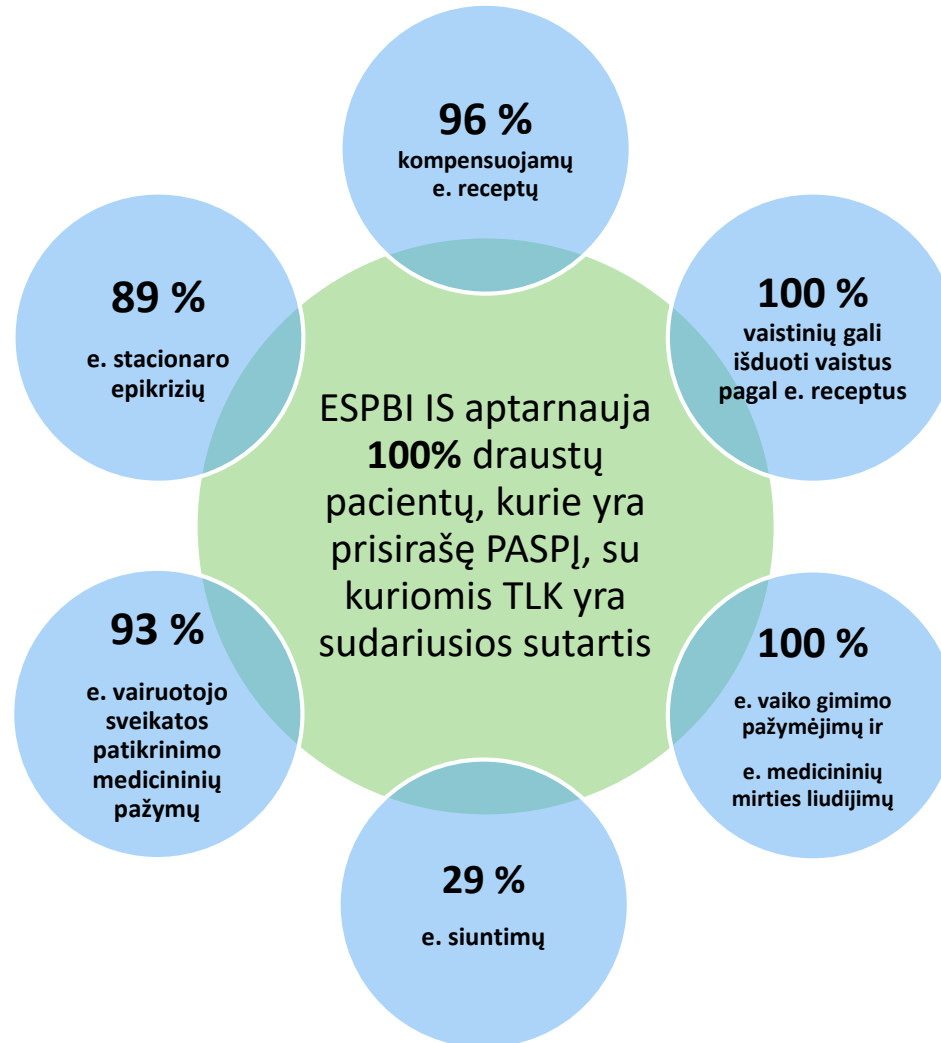 96 %
kompensuojamų
e. receptų
89 %
e. stacionaro
epikrizių
100 %
vaistinių gali
išduoti vaistus
pagal e. receptus
ESPBI IS aptarnauja
100% draustų
pacientų, kurie yra
prisirašę PASPĮ, su
kuriomis TLK yra
sudariusios sutartis
93 %
e. vairuotojo
sveikatos
patikrinimo
medicininių
pažymų
100 %
e. vaiko gimimo
pažymėjimų ir
e. medicininių
mirties liudijimų
29 %
e. siuntimų